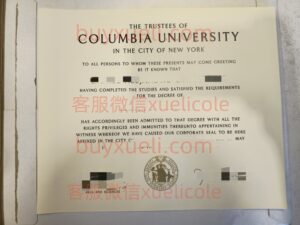 THE TRUSTEES OF
COLUMBIA UNIVERSITY
IN THE CITY OF NEW YORK
TO ALL PERSONS TO WHOM THESE PRESENTS MAY COME GREETING
BE IT KNOWN THAT
客服微信xuelicole
HAVING COMPLETED THE STUDIES AND SATISFIED THE REQUIREMENTS
FOR THE DEGREE OF
HAS ACCORDINGLY BEEN ADMITTED TO THAT DEGREE WITH ALL THE
RIGHTS PRIVILEGES AND IMMUNITIES THEREUNTO APPERTAINING IN
WITNESS WHEREOF WE HAVE CAUSED OUR CORPORATE SEAL TO BE HERE
AFFIXED IN THE CITY MAY
buyxueli.com
客服微信xuelicole